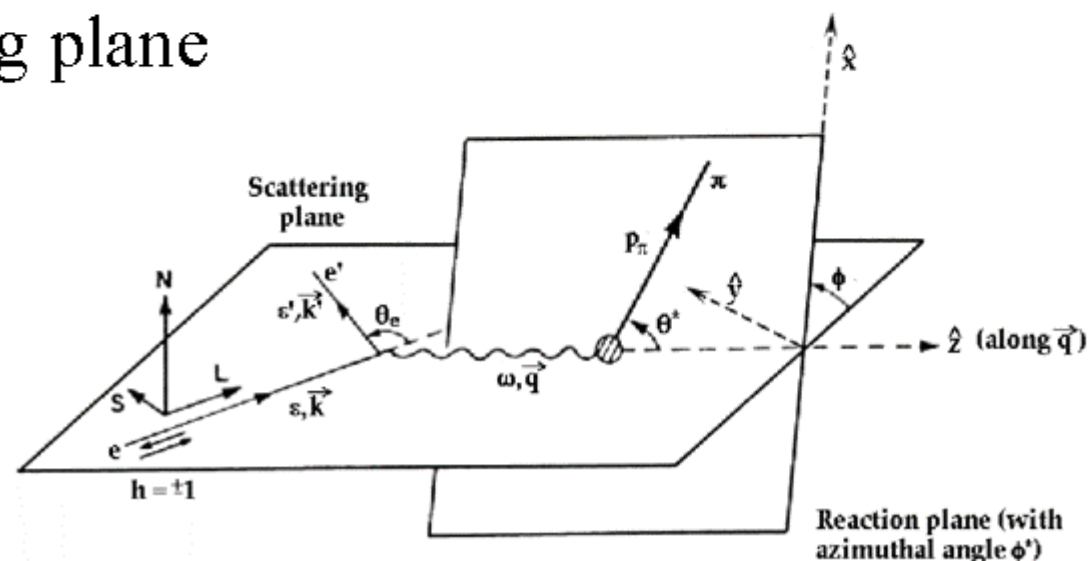 g plane
x̂
Scattering
plane
π
N
e'
p_π
ε',k⃗'
θ_e
ŷ
ϕ
θ*
ẑ (along q⃗)
L
S
ω,q⃗
ε,k⃗
e
h = ±1
Reaction plane (with
azimuthal angle ϕ*)